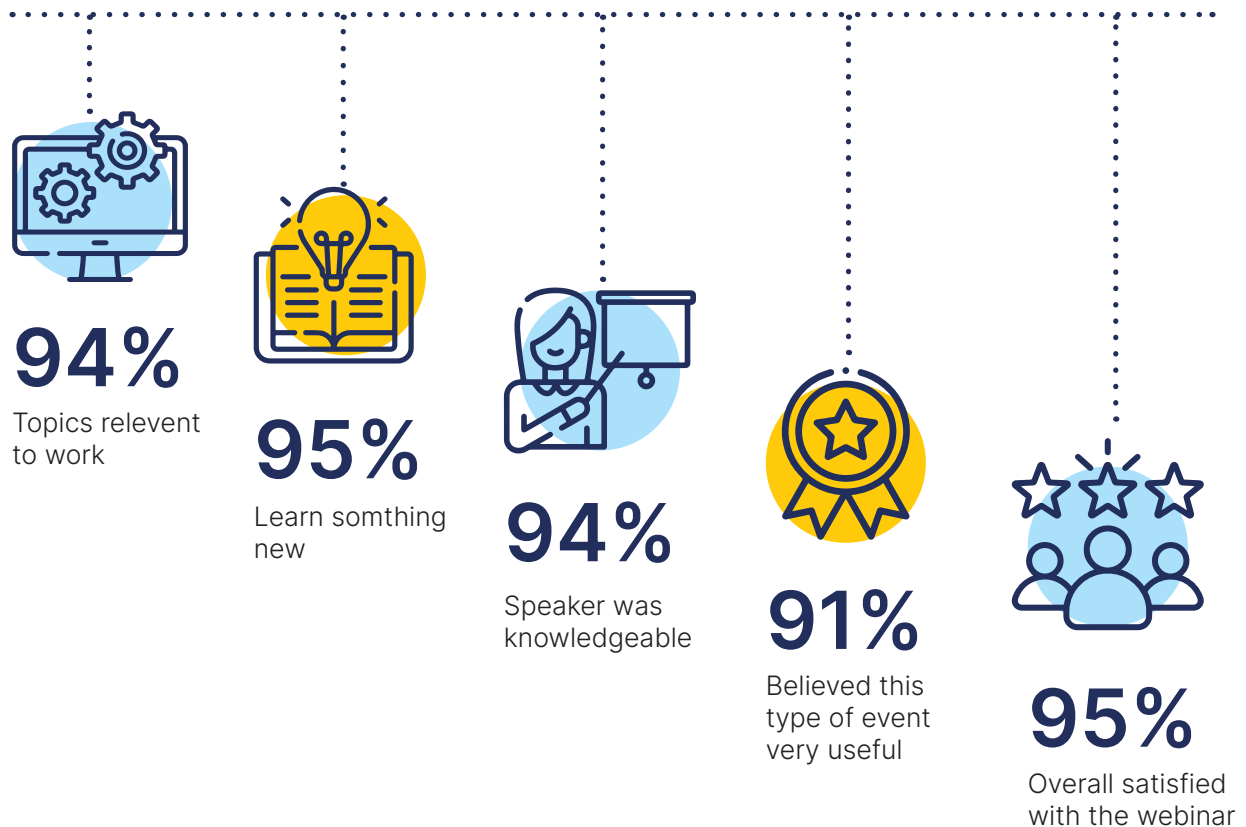 94%
Topics relevent
to work
95%
Learn somthing
new
94%
Speaker was
knowledgeable
91%
Believed this
type of event
very useful
95%
Overall satisfied
with the webinar